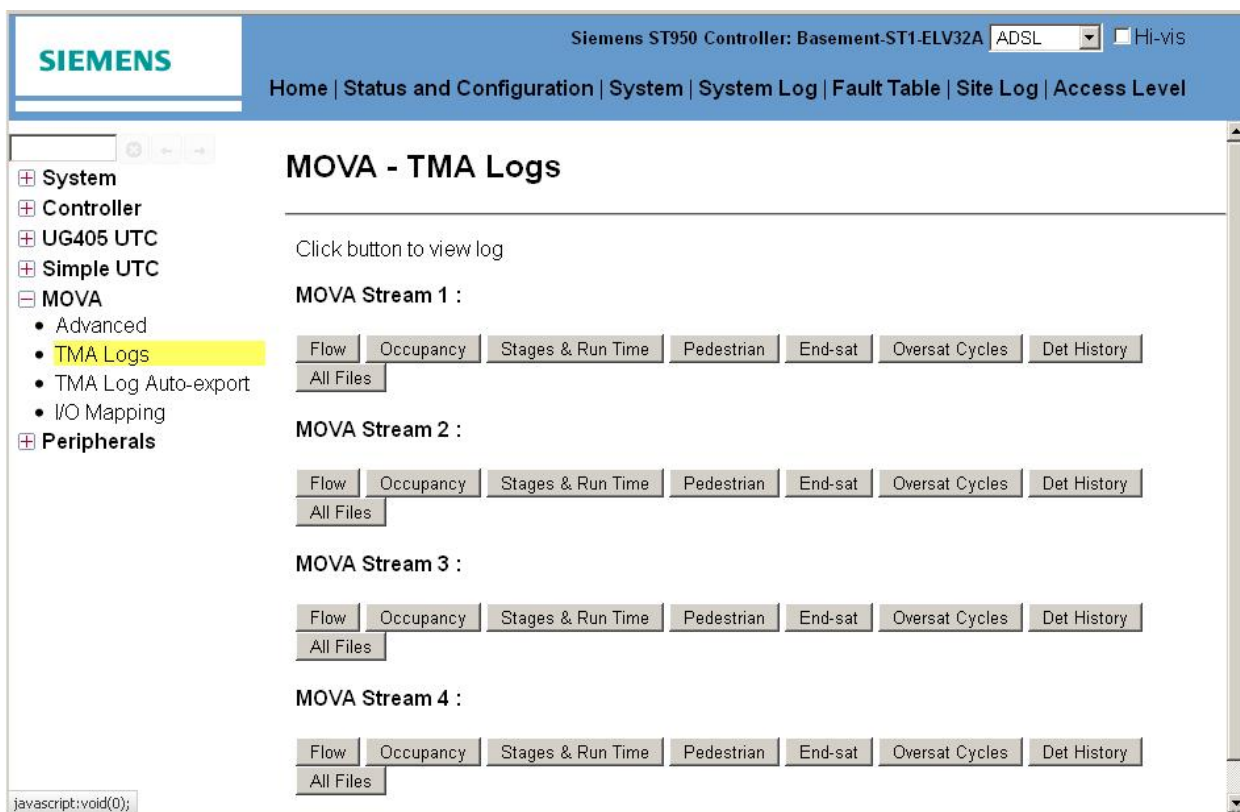 SIEMENS
Siemens ST950 Controller: Basement-ST1-ELV32A ADSL Hi-vis
Home | Status and Configuration | System | System Log | Fault Table | Site Log | Access Level
System
Controller
UG405 UTC
Simple UTC
MOVA
Advanced
TMA Logs
TMA Log Auto-export
I/O Mapping
Peripherals
MOVA - TMA Logs
Click button to view log
MOVA Stream 1 :
Flow Occupancy Stages & Run Time Pedestrian End-sat Oversat Cycles Det History
All Files
MOVA Stream 2 :
Flow Occupancy Stages & Run Time Pedestrian End-sat Oversat Cycles Det History
All Files
MOVA Stream 3 :
Flow Occupancy Stages & Run Time Pedestrian End-sat Oversat Cycles Det History
All Files
MOVA Stream 4 :
Flow Occupancy Stages & Run Time Pedestrian End-sat Oversat Cycles Det History
All Files
javascript:void(0);